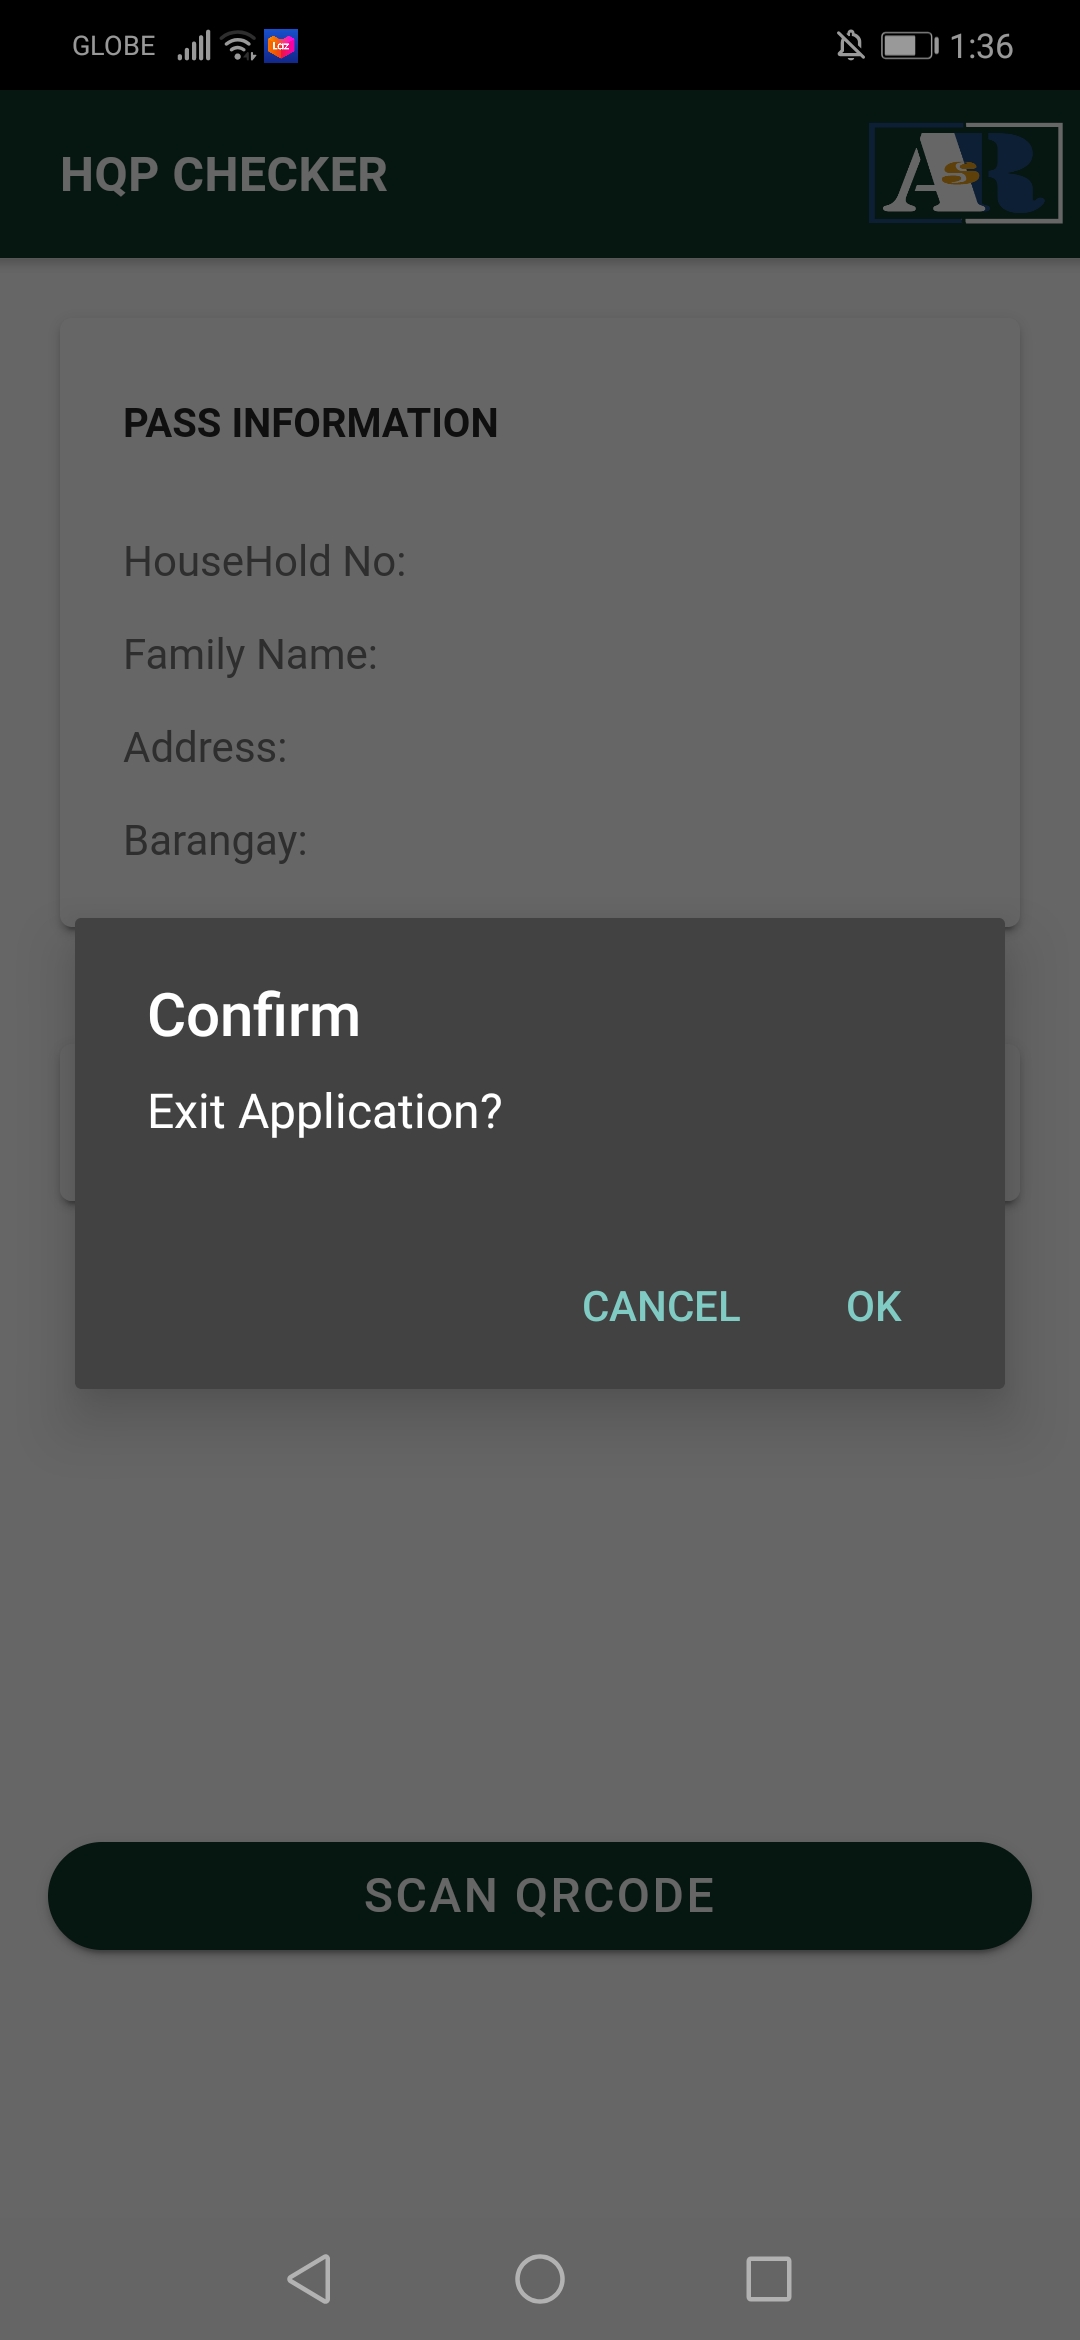 GLOBE Laz 1:36
HQP CHECKER AsR
PASS INFORMATION
HouseHold No:
Family Name:
Address:
Barangay:
Confirm
Exit Application?
CANCEL OK
SCAN QRCODE